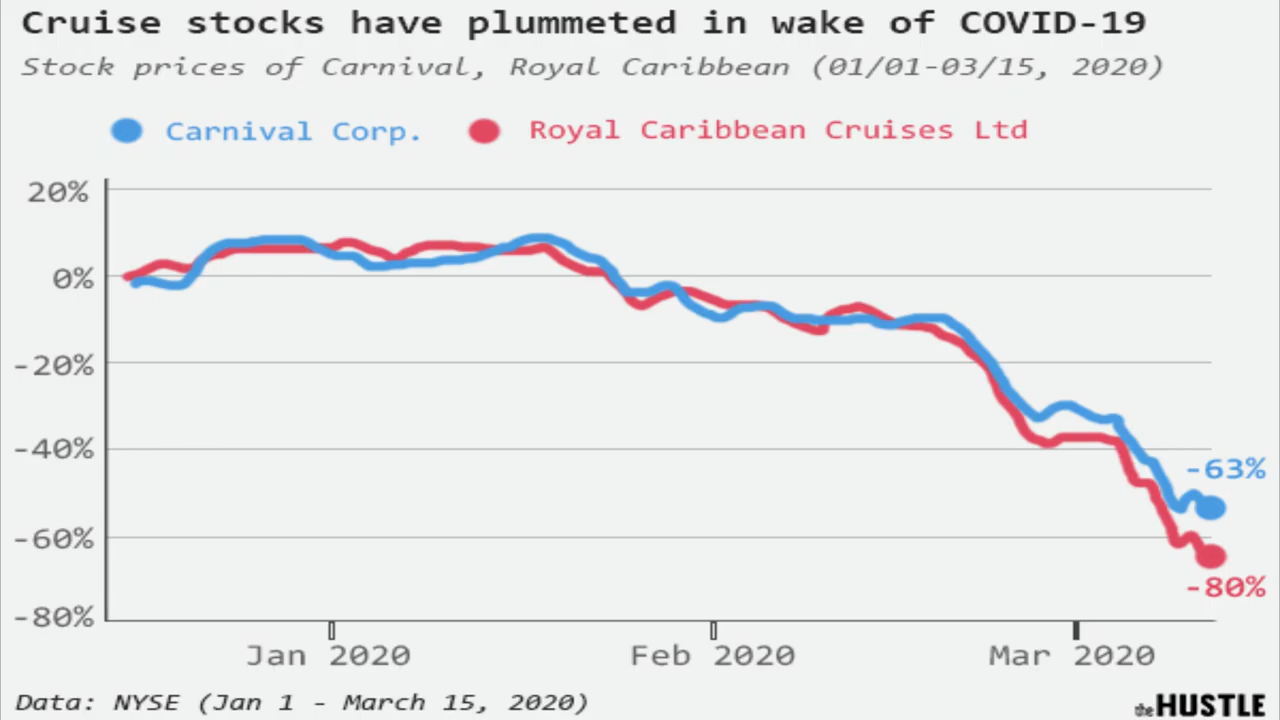 Cruise stocks have plummeted in wake of COVID-19
Stock prices of Carnival, Royal Caribbean (01/01-03/15, 2020)
Carnival Corp. Royal Caribbean Cruises Ltd
20%
0%
-20%
-40%
-63%
-60%
-80%
-80%
Jan 2020 Feb 2020 Mar 2020
Data: NYSE (Jan 1 - March 15, 2020)
the HUSTLE